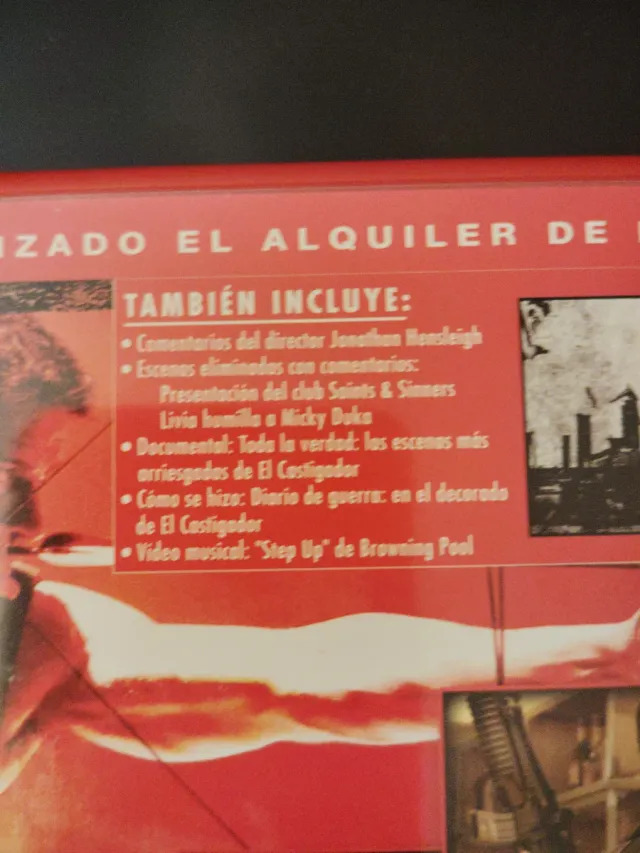 IZADO EL ALQUILER DE
TAMBIÉN INCLUYE:
• Comentarios del director Jonathan Hensleigh
• Escenas eliminadas con comentarios:
Presentación del club Saints & Sinners
Livia humilla a Micky Duka
• Documental: Toda la verdad: las escenas más
arriesgadas de El Castigador
• Cómo se hizo: Diario de guerra: en el decorado
de El Castigador
• Video musical: "Step Up" de Browning Pool